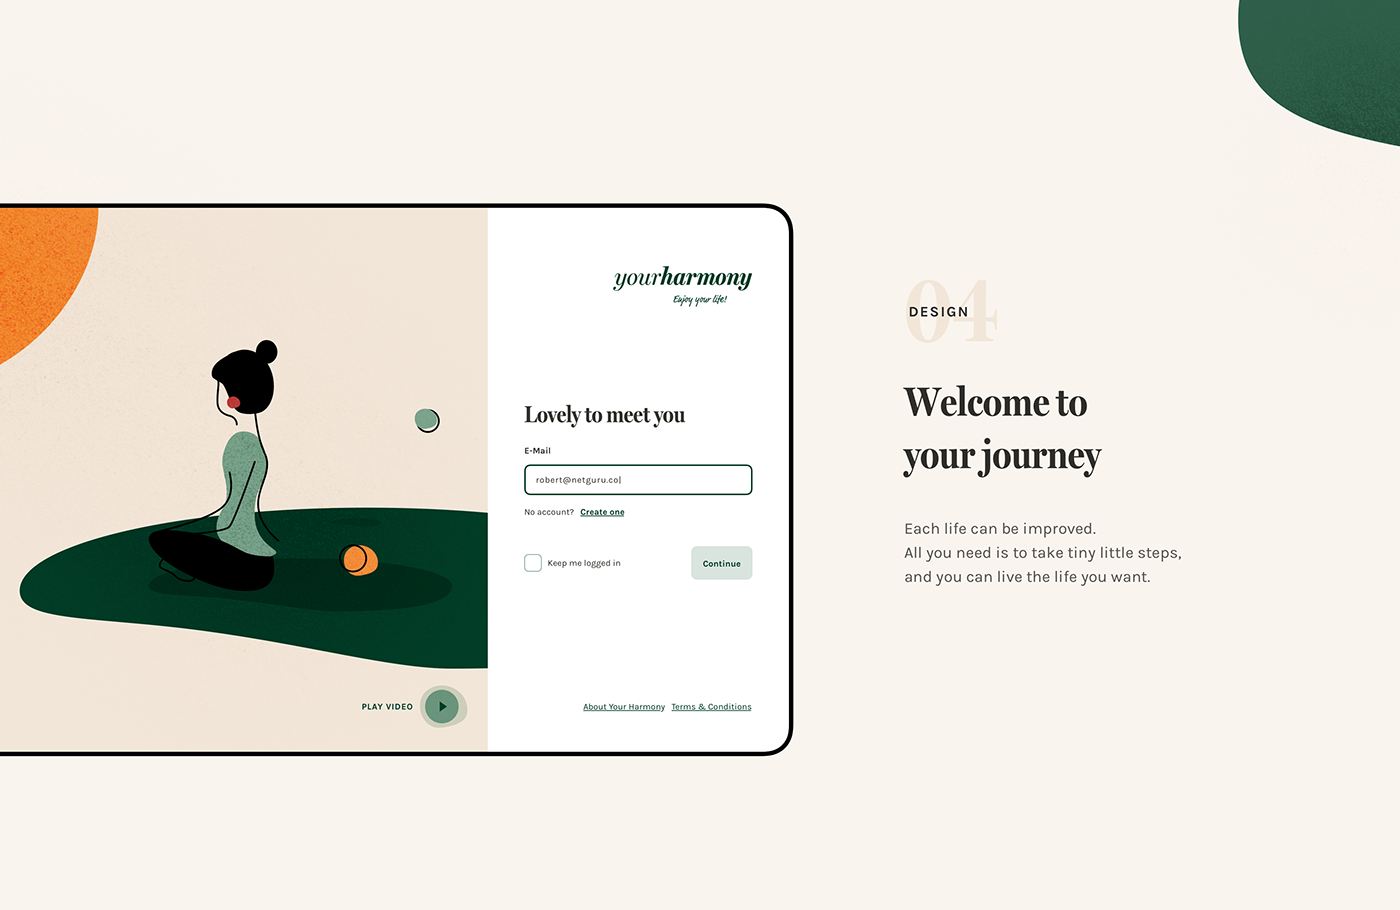 yourharmony
Enjoy your life!
Lovely to meet you
E-Mail
robert@netguru.co
No account? Create one
Keep me logged in
Continue
PLAY VIDEO
About Your Harmony Terms & Conditions
04
DESIGN
Welcome to
your journey
Each life can be improved.
All you need is to take tiny little steps,
and you can live the life you want.